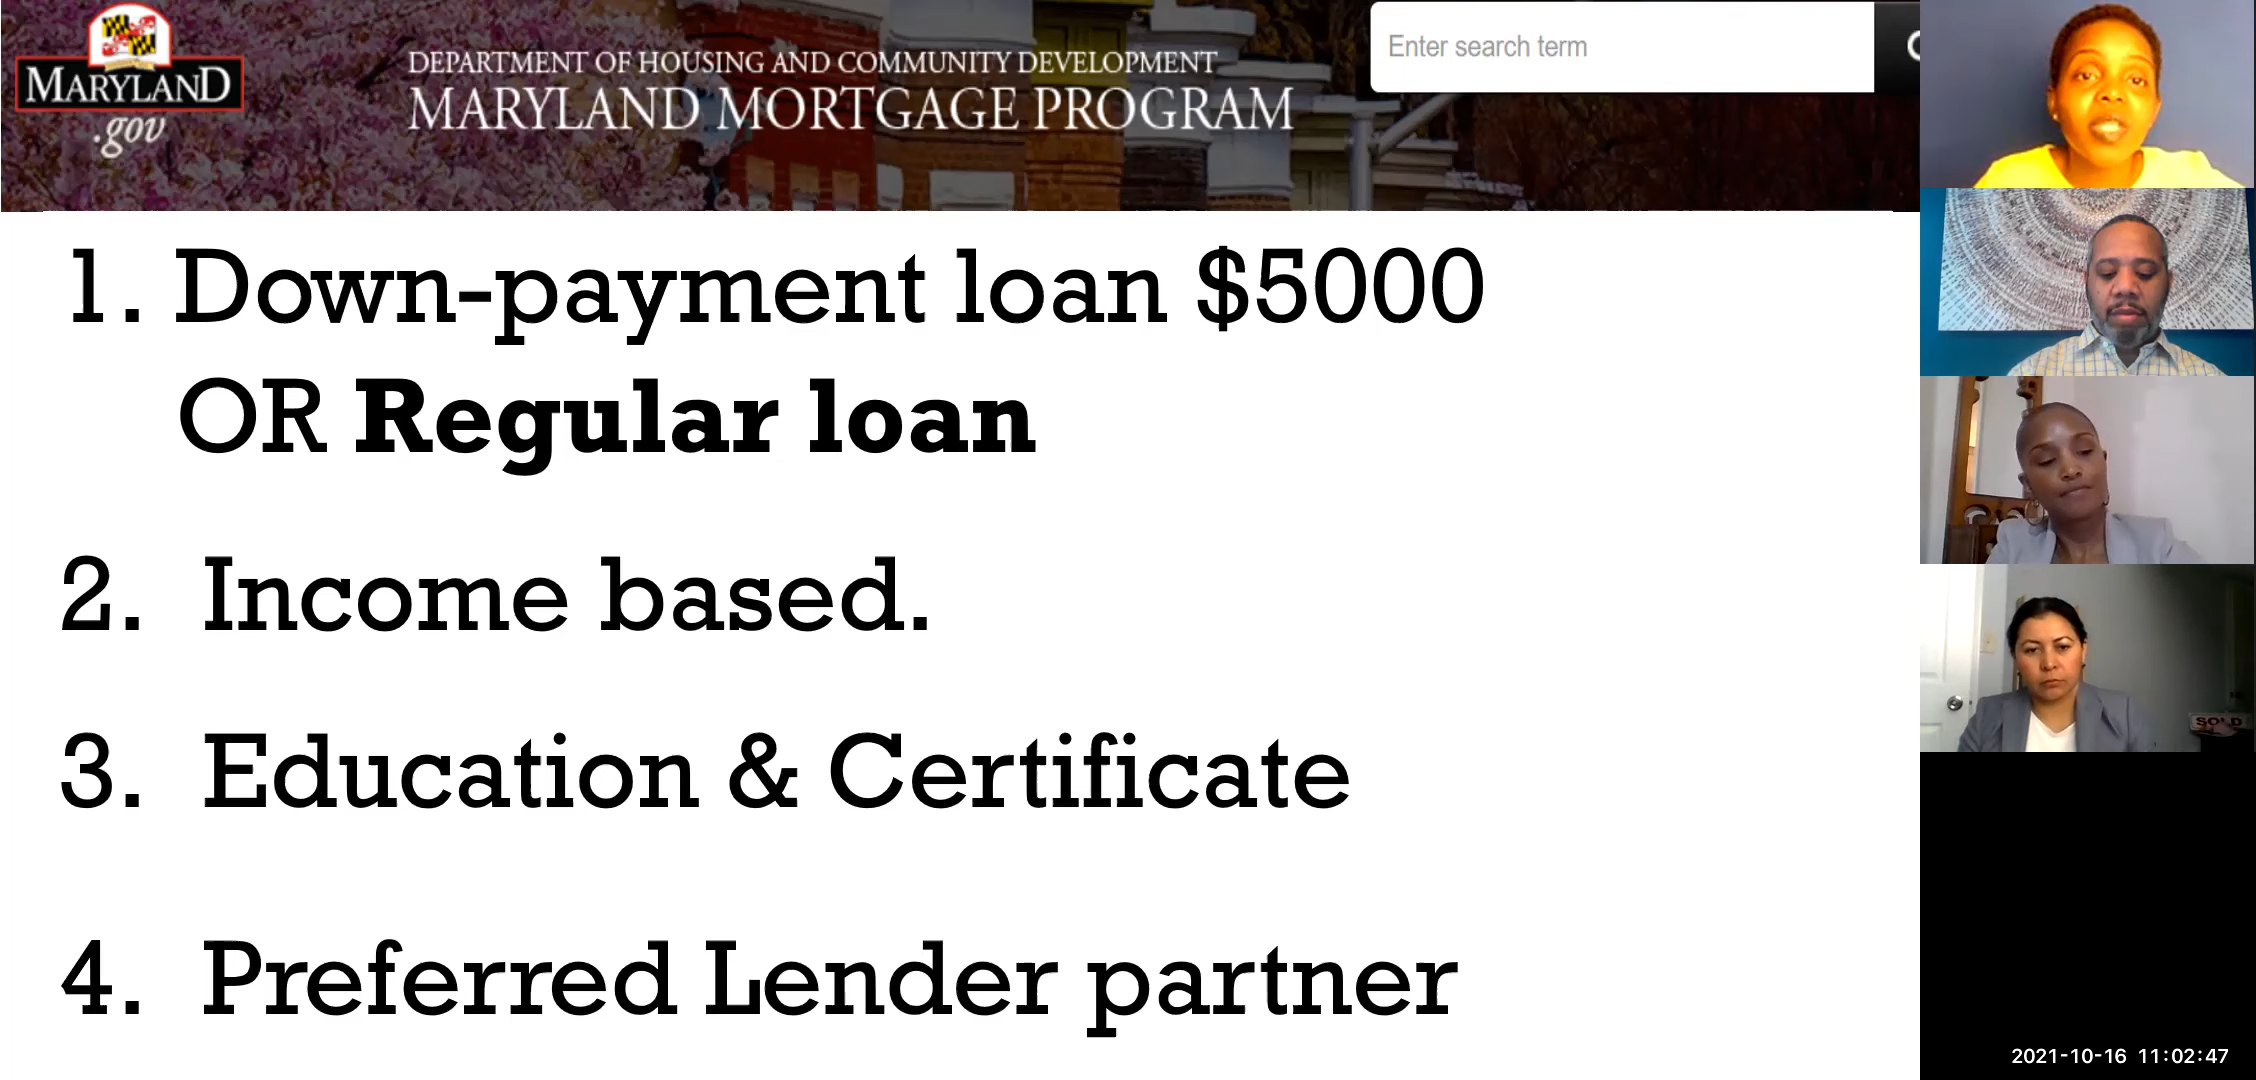 MARYLAND
.gov
DEPARTMENT OF HOUSING AND COMMUNITY DEVELOPMENT
MARYLAND MORTGAGE PROGRAM
Enter search term
1. Down-payment loan $5000
OR Regular loan
2. Income based.
3. Education & Certificate
4. Preferred Lender partner
SOLD
2021-10-16 11:02:47